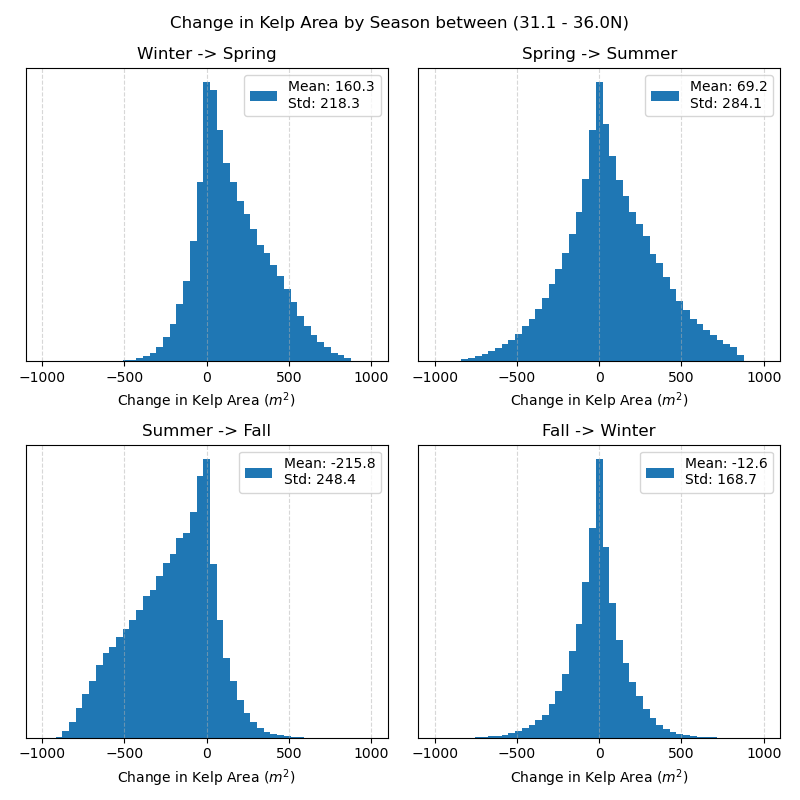 Change in Kelp Area by Season between (31.1 - 36.0N)
Winter -> Spring
Mean: 160.3
Std: 218.3
−1000 −500 0 500 1000
Change in Kelp Area (m²)
Spring -> Summer
Mean: 69.2
Std: 284.1
−1000 −500 0 500 1000
Change in Kelp Area (m²)
Summer -> Fall
Mean: -215.8
Std: 248.4
−1000 −500 0 500 1000
Change in Kelp Area (m²)
Fall -> Winter
Mean: -12.6
Std: 168.7
−1000 −500 0 500 1000
Change in Kelp Area (m²)